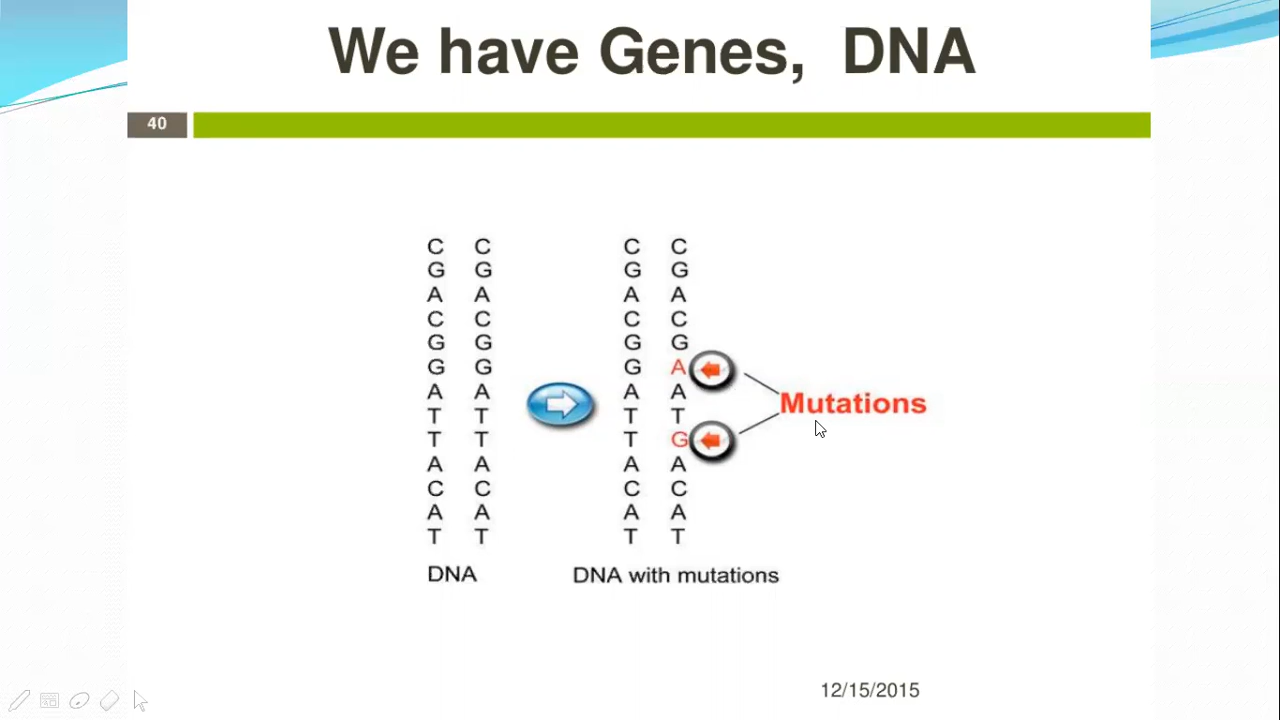 We have Genes, DNA
40
C C C C
G G G G
A A A A
C C C C
G G G G
G G G A
A A A A
T T T T
T T T G
A A A A
C C C C
A A A A
T T T T
Mutations
DNA
DNA with mutations
12/15/2015